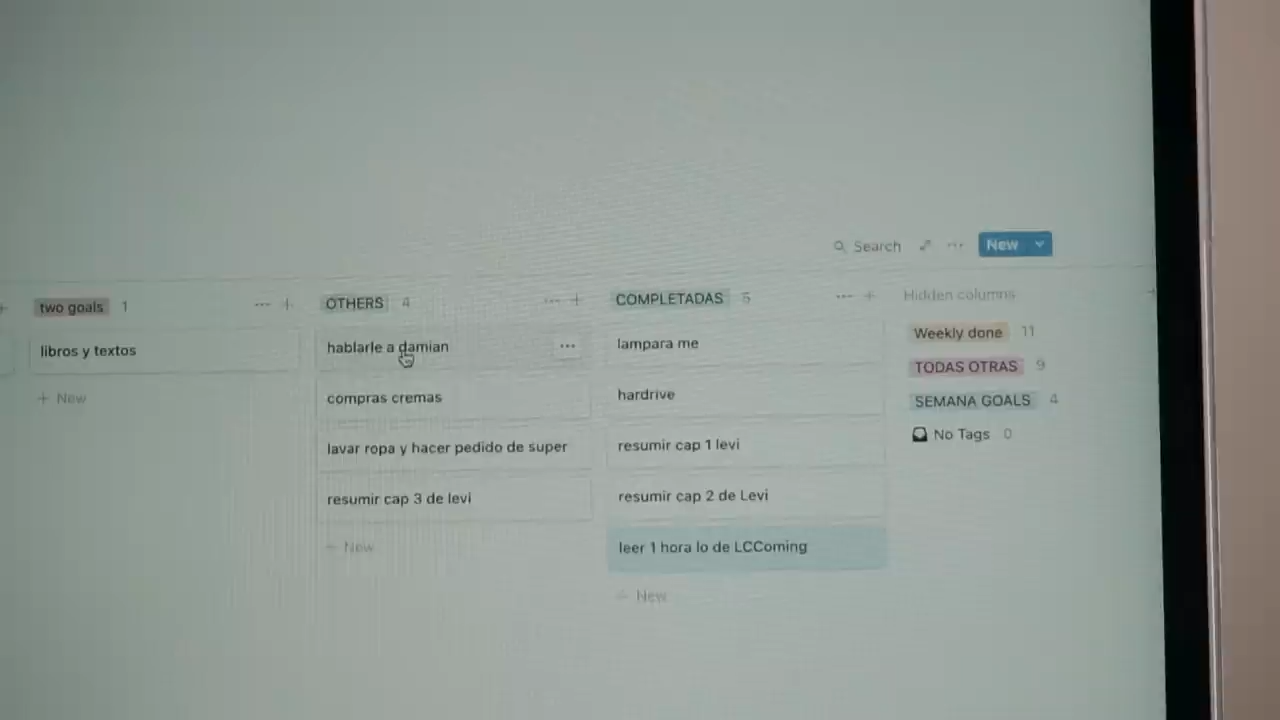 Search
New
two goals 1
libros y textos
+ New
OTHERS 4
hablarle a damian
compras cremas
lavar ropa y hacer pedido de super
resumir cap 3 de levi
+ New
COMPLETADAS 5
lampara me
hardrive
resumir cap 1 levi
resumir cap 2 de Levi
leer 1 hora lo de LCComing
+ New
Hidden columns
Weekly done 11
TODAS OTRAS 9
SEMANA GOALS 4
No Tags 0